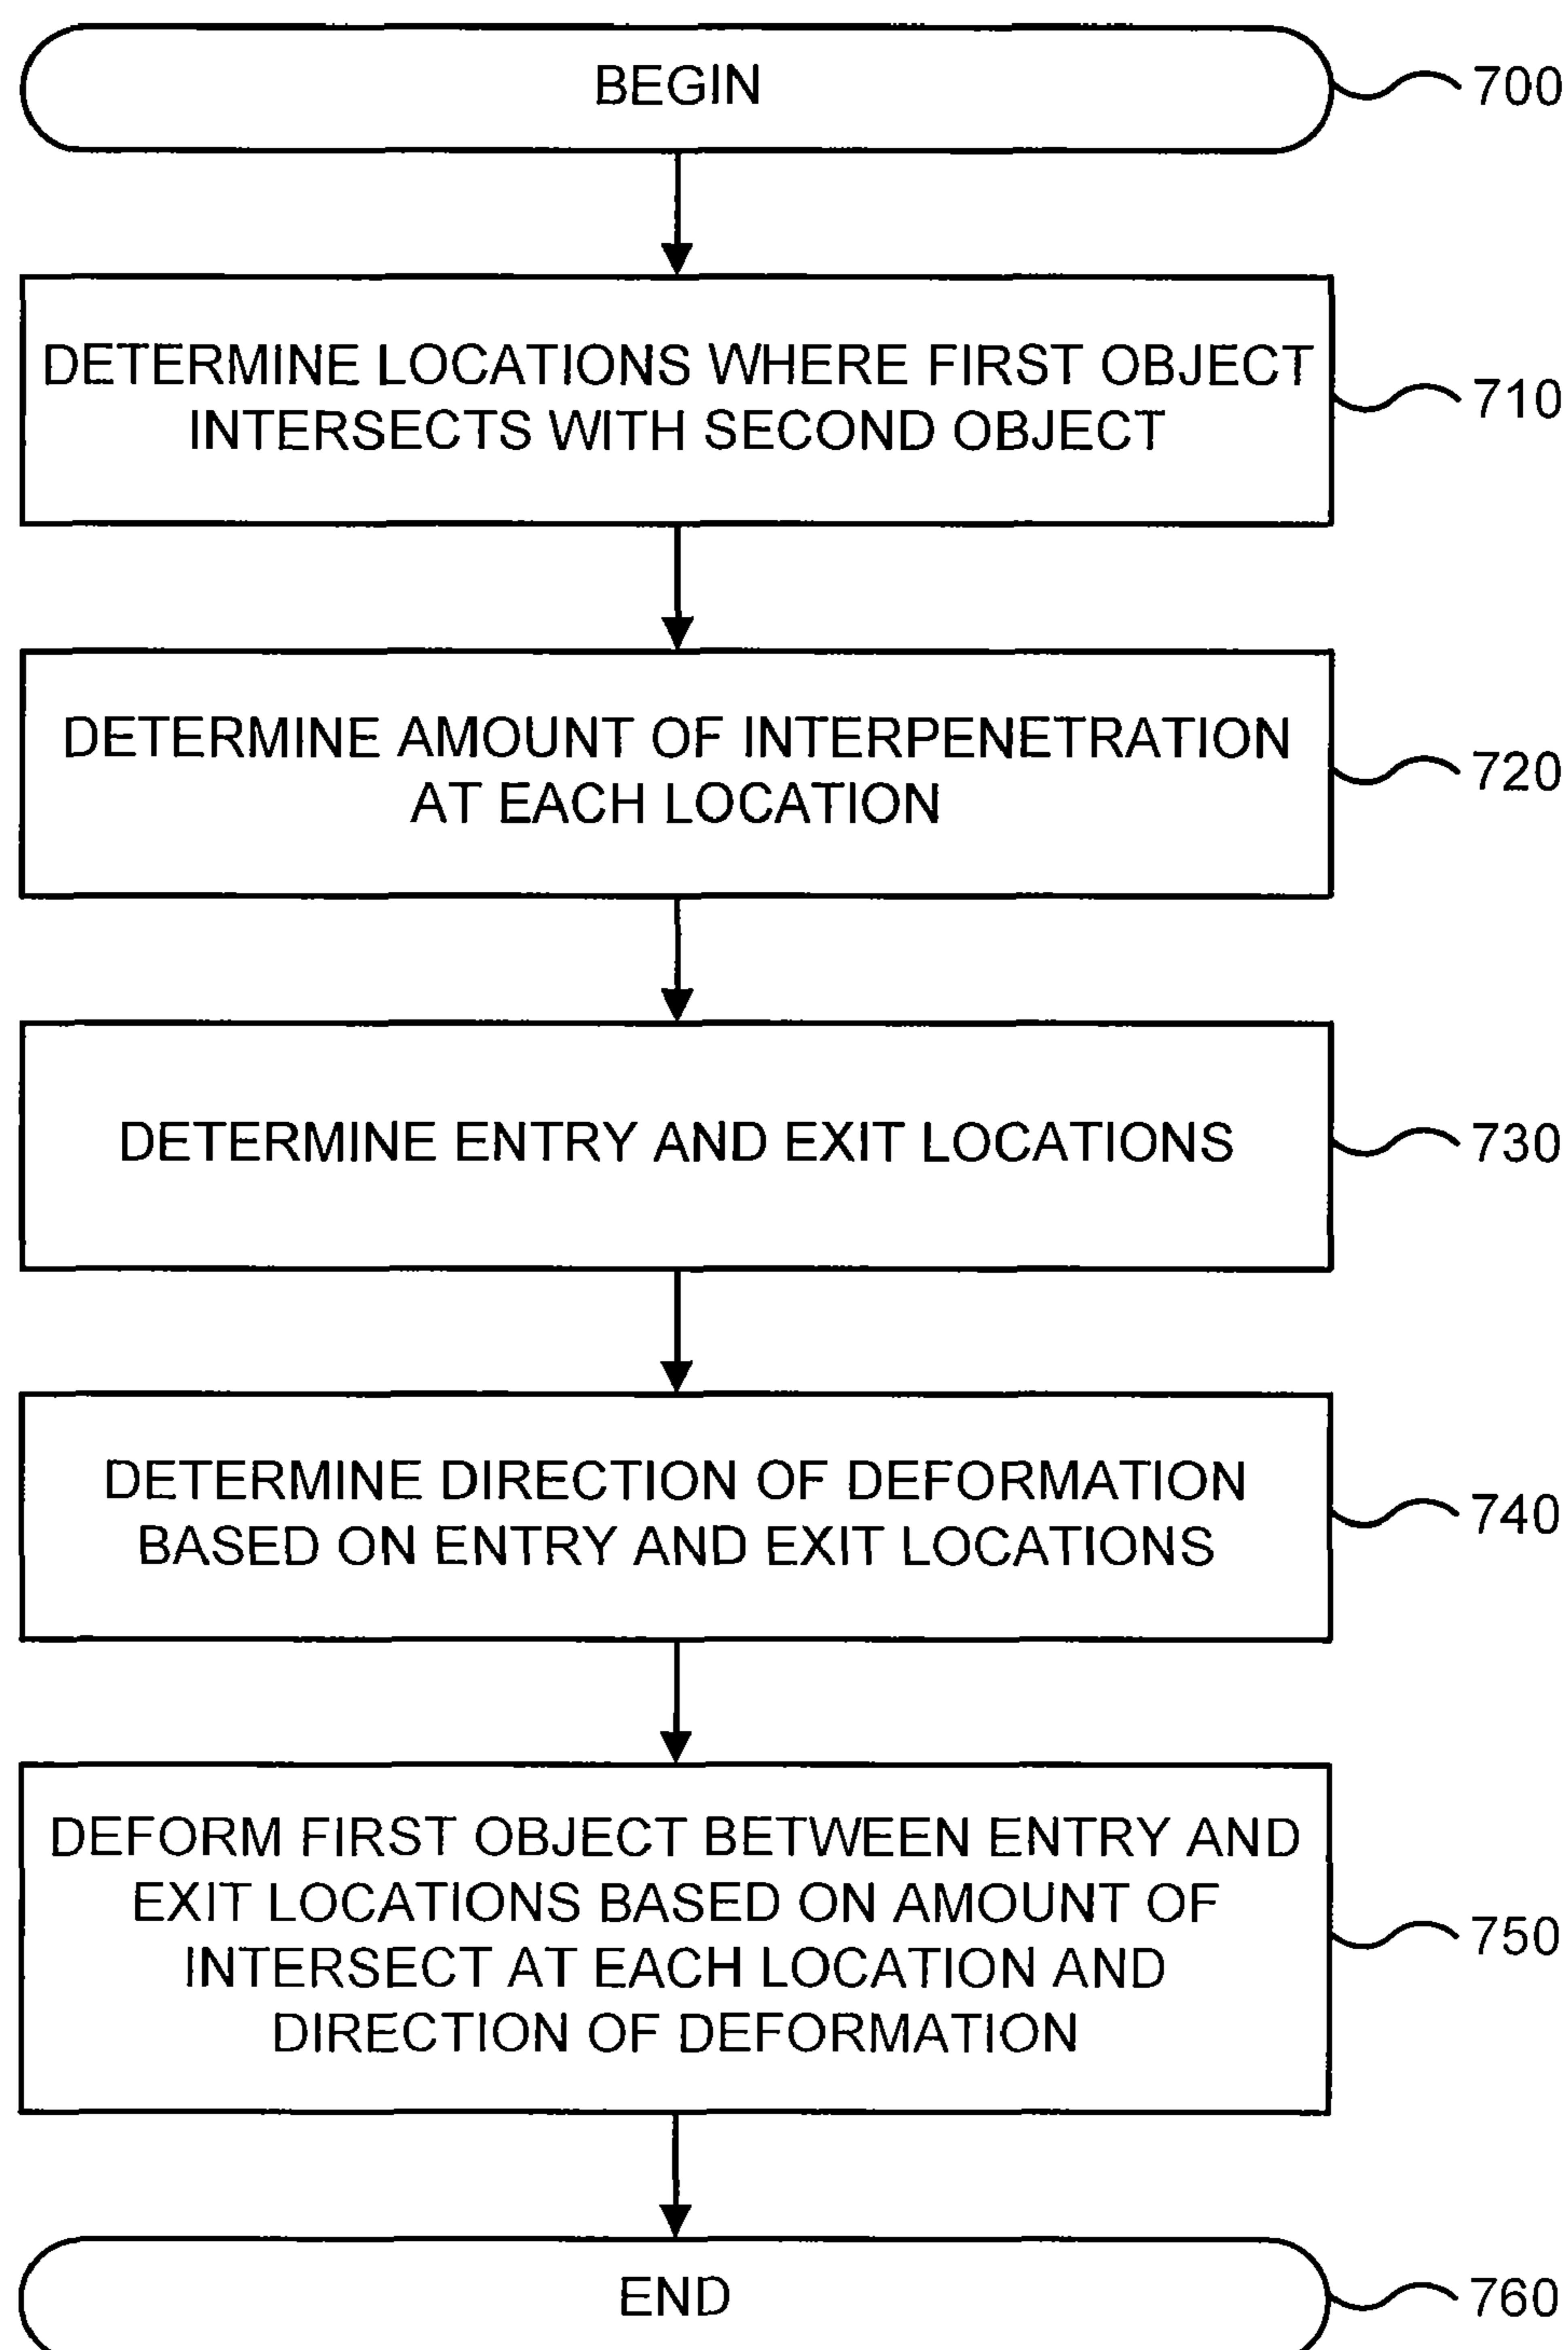 BEGIN
700
DETERMINE LOCATIONS WHERE FIRST OBJECT
INTERSECTS WITH SECOND OBJECT
710
DETERMINE AMOUNT OF INTERPENETRATION
AT EACH LOCATION
720
DETERMINE ENTRY AND EXIT LOCATIONS
730
DETERMINE DIRECTION OF DEFORMATION
BASED ON ENTRY AND EXIT LOCATIONS
740
DEFORM FIRST OBJECT BETWEEN ENTRY AND
EXIT LOCATIONS BASED ON AMOUNT OF
INTERSECT AT EACH LOCATION AND
DIRECTION OF DEFORMATION
750
END
760